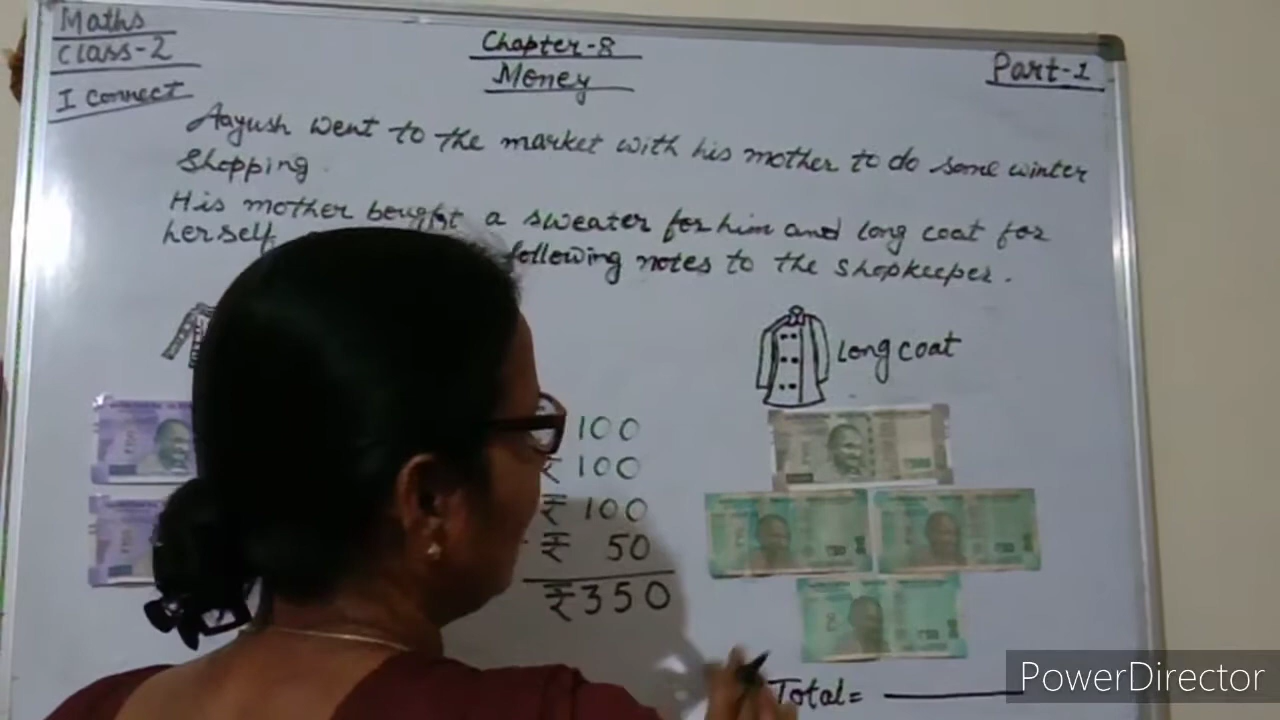 Maths
Class-2
I connect
Chapter-8
Money
Part-1
Aayush went to the market with his mother to do some winter
Shopping.
His mother bought a sweater for him and long coat for
herself following notes to the shopkeeper.
Long coat
100
₹ 100
₹ 100
₹ 50
₹350
Total =
PowerDirector